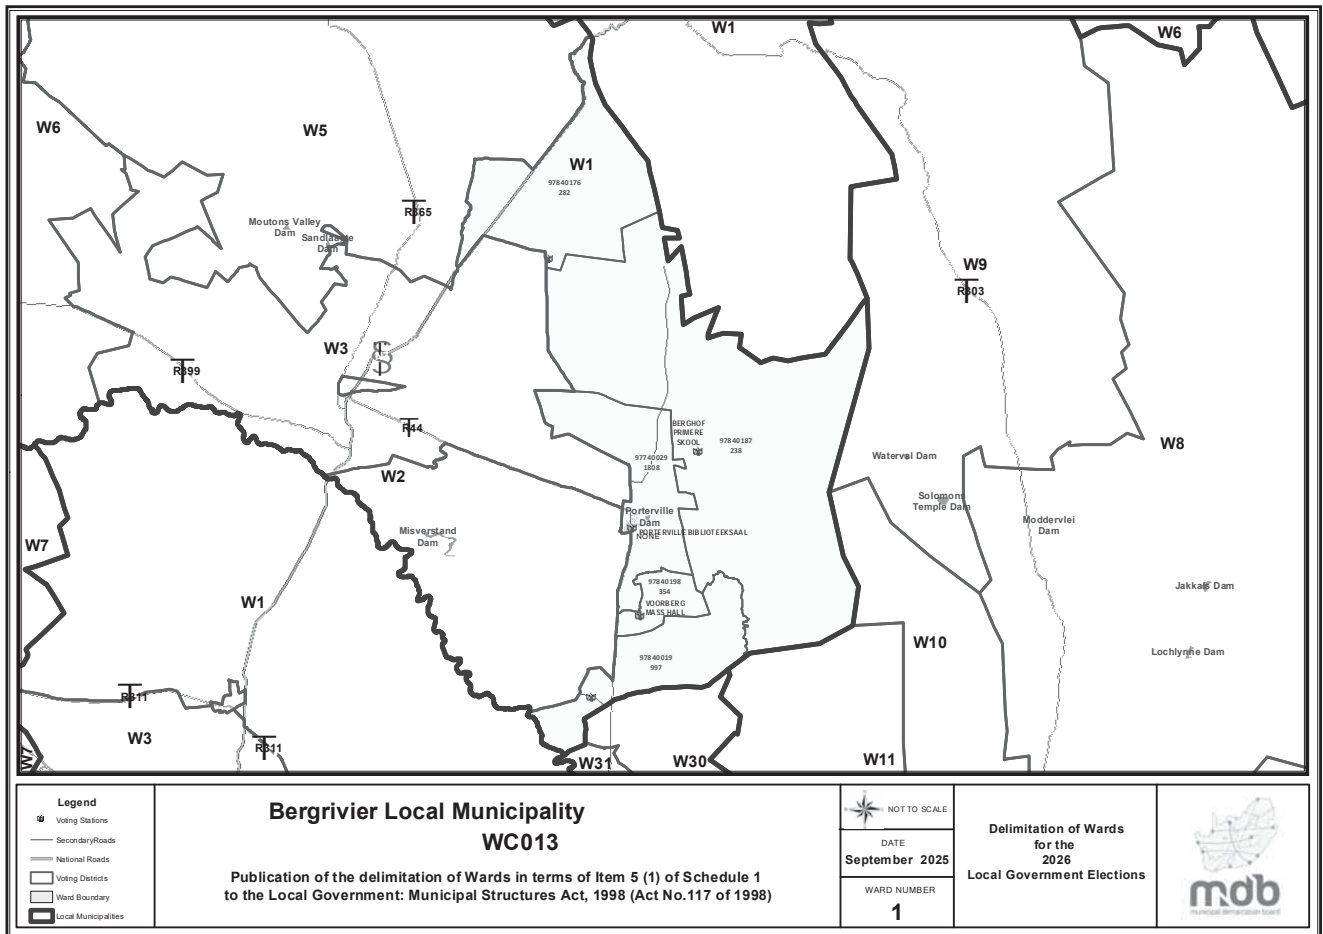 W1
W6
W6
W5
W1
97840176
282
R365
Moutons Valley
Dam
Sandlaagte
Dam
W9
R303
W3
R399
R44
BERGHOF
PRIMERE
SKOOL
97840187
238
W8
97740029
1808
Waterval Dam
W2
Solomons
Temple Dam
Porterville
Dam
PORTERVILLE BIBLIOTEEKSAAL
NONE
Misverstand
Dam
Moddervlei
Dam
W7
97840198
354
Jakkals Dam
W1
VOORBERG
MASS HALL
W10
97840019
997
Lochlynne Dam
R311
W3
R311
W7
W31
W30
W11
Legend
Voting Stations
SecondaryRoads
National Roads
Voting Districts
Ward Boundary
Local Municipalities
Bergrivier Local Municipality
WC013
Publication of the delimitation of Wards in terms of Item 5 (1) of Schedule 1
to the Local Government: Municipal Structures Act, 1998 (Act No.117 of 1998)
NOT TO SCALE
DATE
September 2025
WARD NUMBER
1
Delimitation of Wards
for the
2026
Local Government Elections
mdb
municipal demarcation board